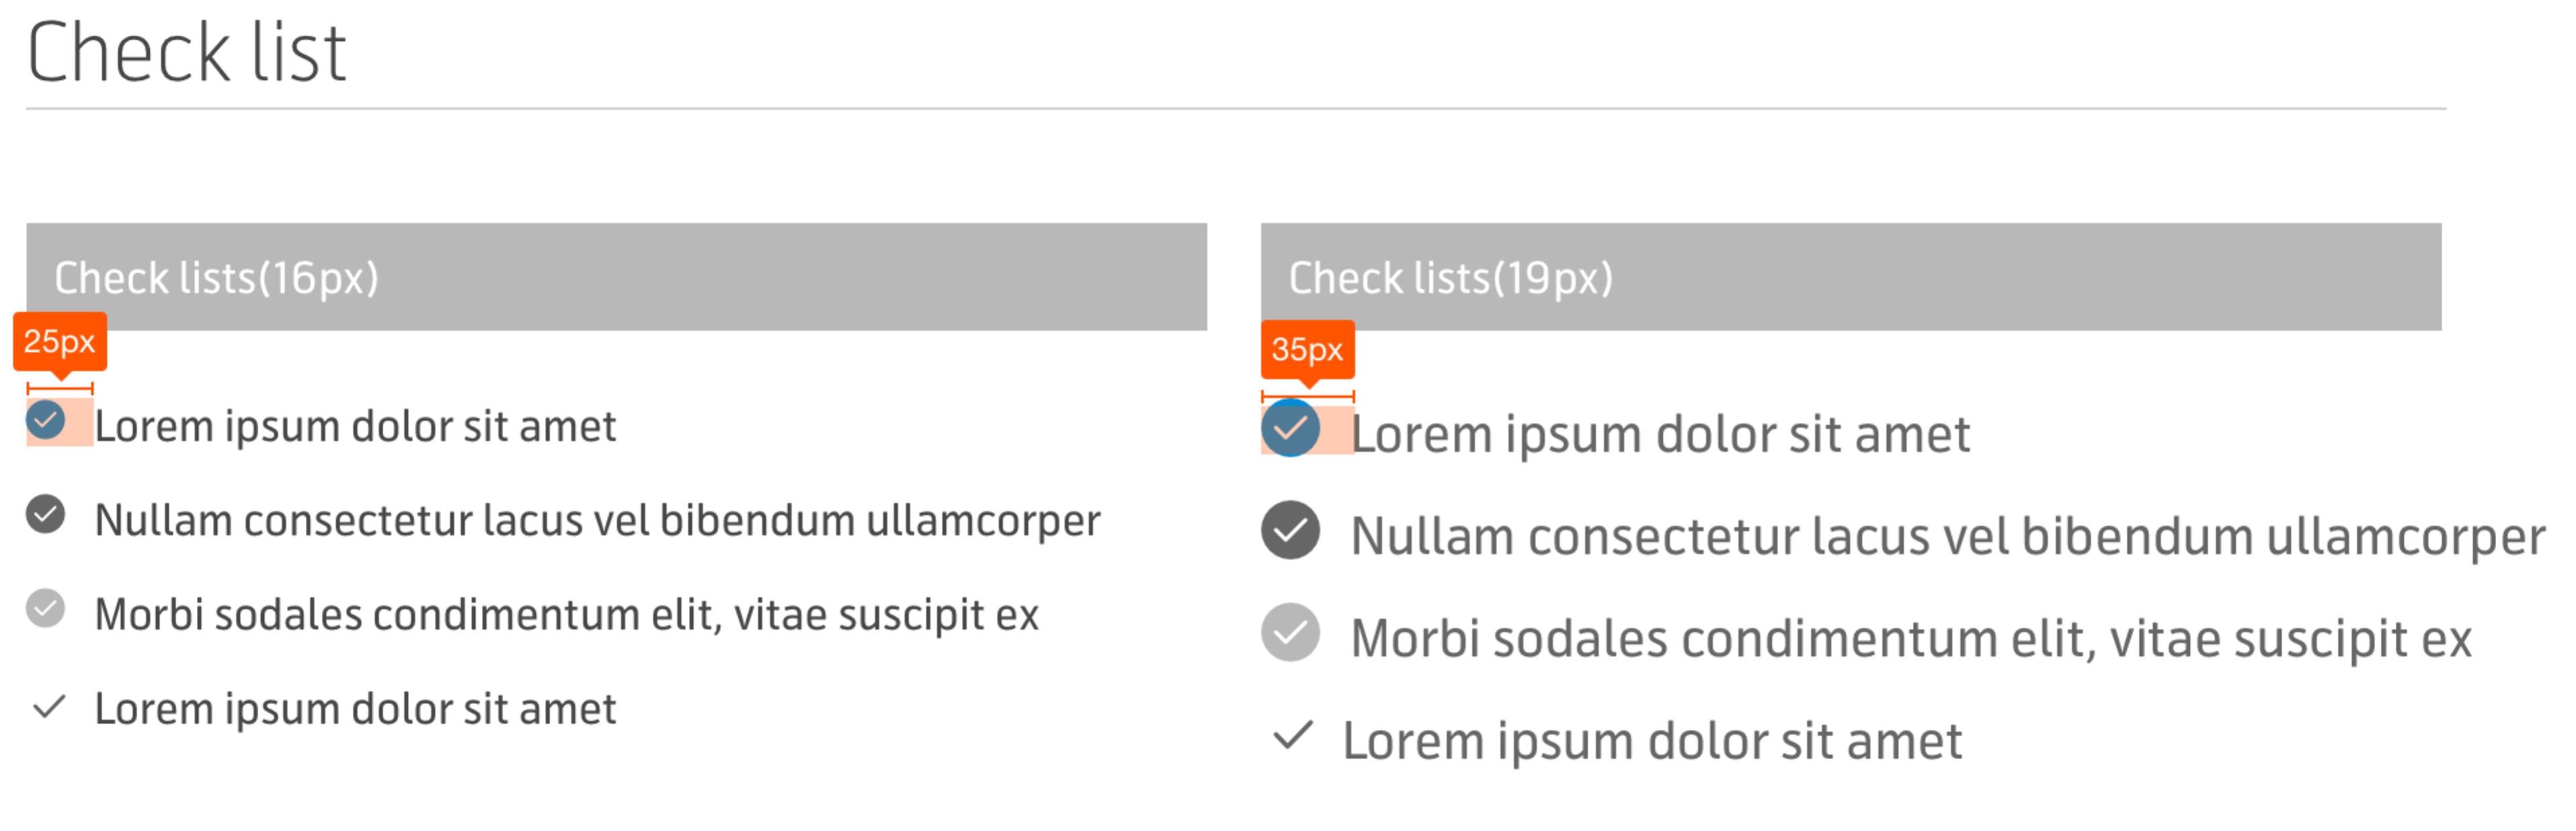 Check list
Check lists(16px)
25px
Lorem ipsum dolor sit amet
Nullam consectetur lacus vel bibendum ullamcorper
Morbi sodales condimentum elit, vitae suscipit ex
Lorem ipsum dolor sit amet
Check lists(19px)
35px
Lorem ipsum dolor sit amet
Nullam consectetur lacus vel bibendum ullamcorper
Morbi sodales condimentum elit, vitae suscipit ex
Lorem ipsum dolor sit amet